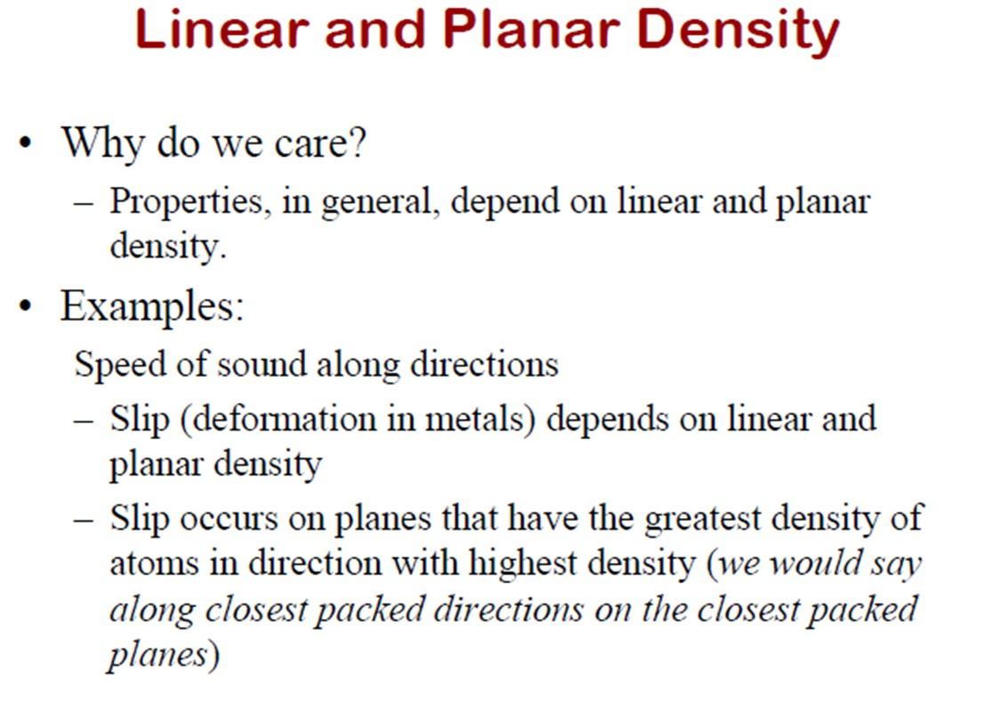 Linear and Planar Density
• Why do we care?
– Properties, in general, depend on linear and planar
density.
• Examples:
Speed of sound along directions
– Slip (deformation in metals) depends on linear and
planar density
– Slip occurs on planes that have the greatest density of
atoms in direction with highest density (we would say
along closest packed directions on the closest packed
planes)